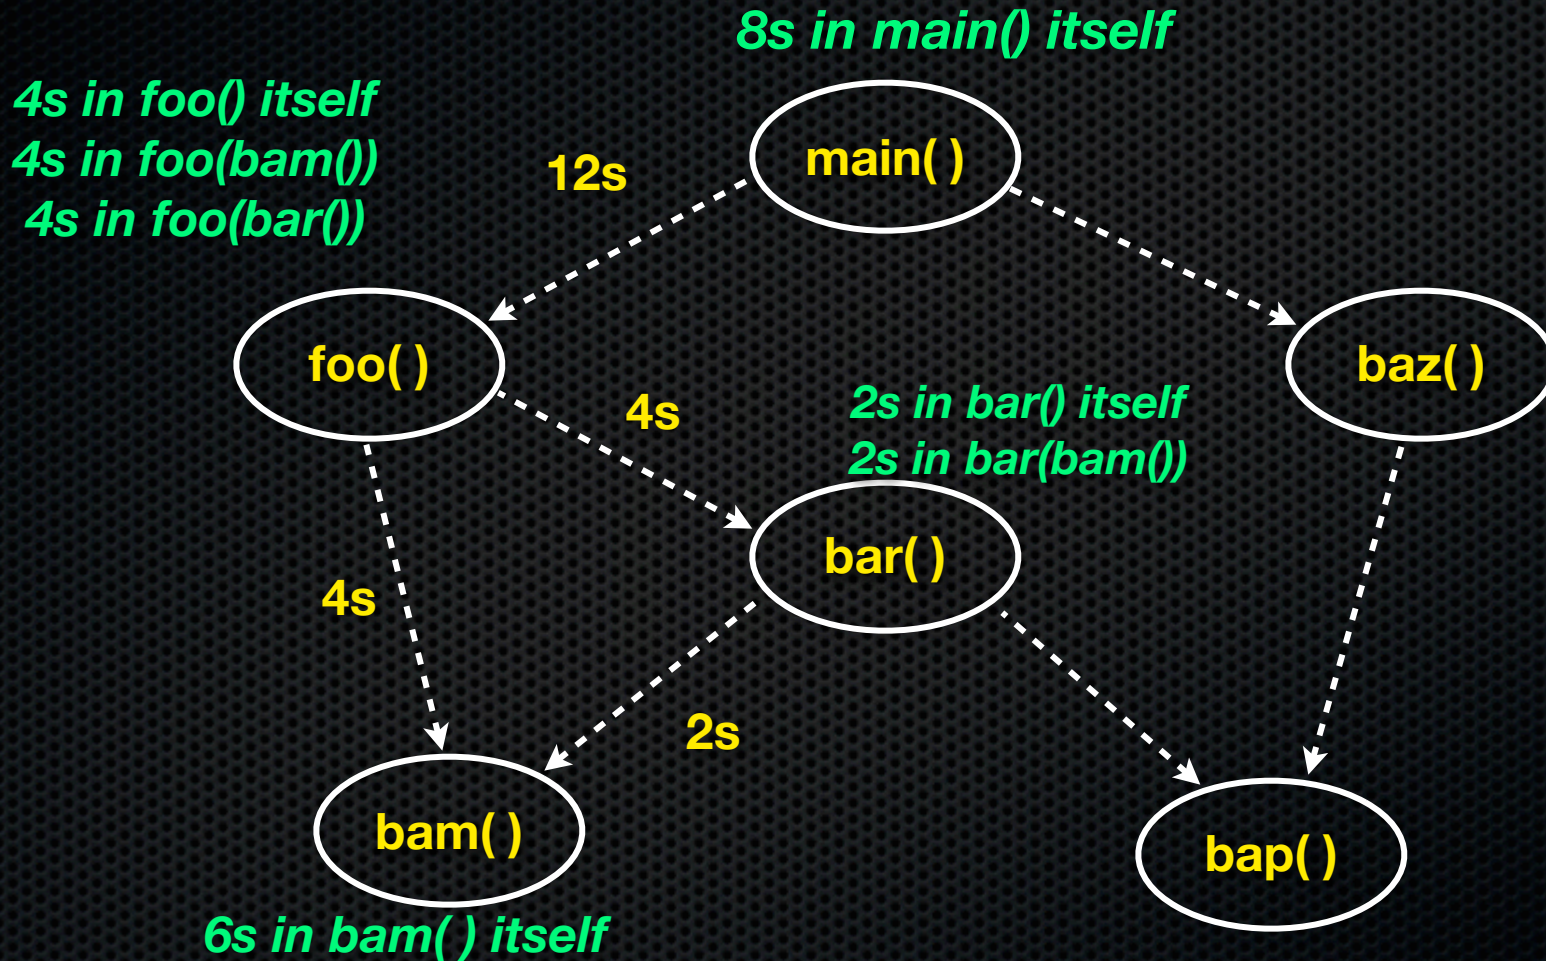 8s in main() itself
4s in foo() itself
4s in foo(bam())
4s in foo(bar())
12s
main( )
foo( )
baz( )
4s
2s in bar() itself
2s in bar(bam())
bar( )
4s
2s
bam( )
bap( )
6s in bam( ) itself